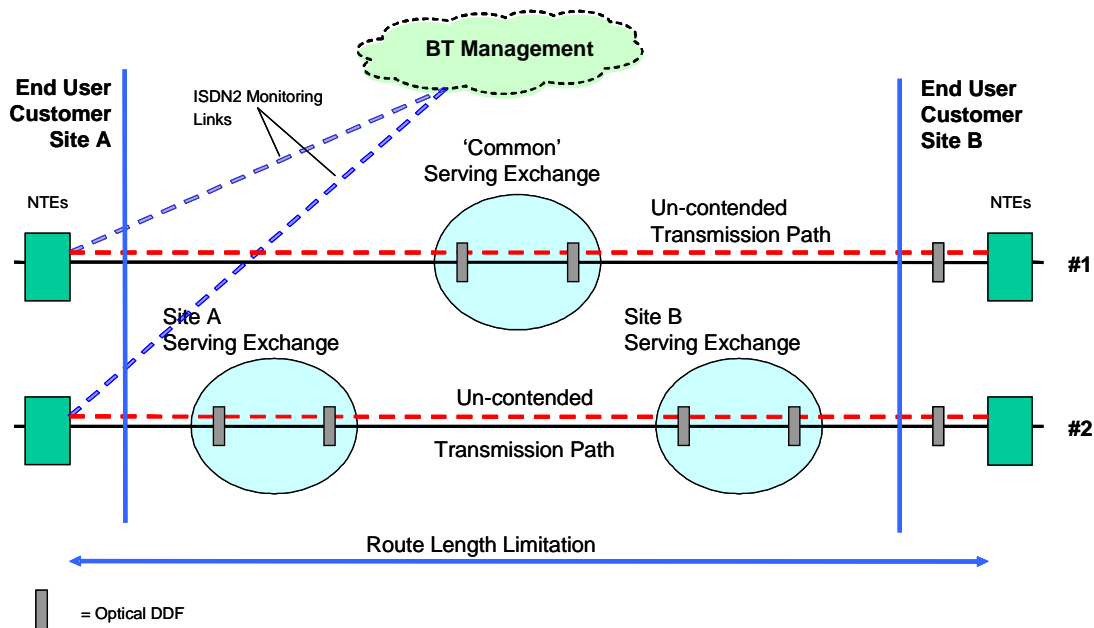 BT Management
End User
Customer
Site A
ISDN2 Monitoring
Links
End User
Customer
Site B
'Common'
Serving Exchange
NTEs
Un-contended
Transmission Path
NTEs
#1
Site A
Serving Exchange
Site B
Serving Exchange
Un-contended
Transmission Path
#2
Route Length Limitation
= Optical DDF